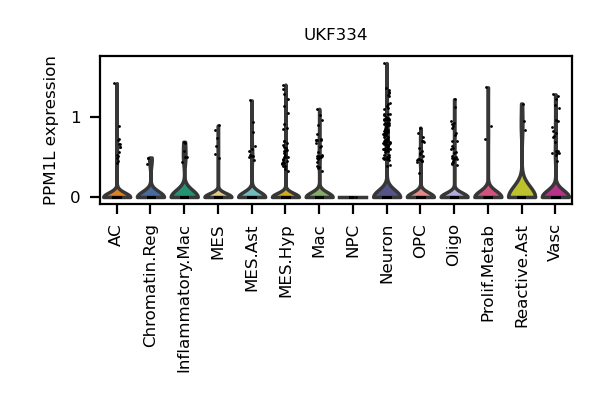 UKF334
PPM1L expression
1
0
AC
Chromatin.Reg
Inflammatory.Mac
MES
MES.Ast
MES.Hyp
Mac
NPC
Neuron
OPC
Oligo
Prolif.Metab
Reactive.Ast
Vasc